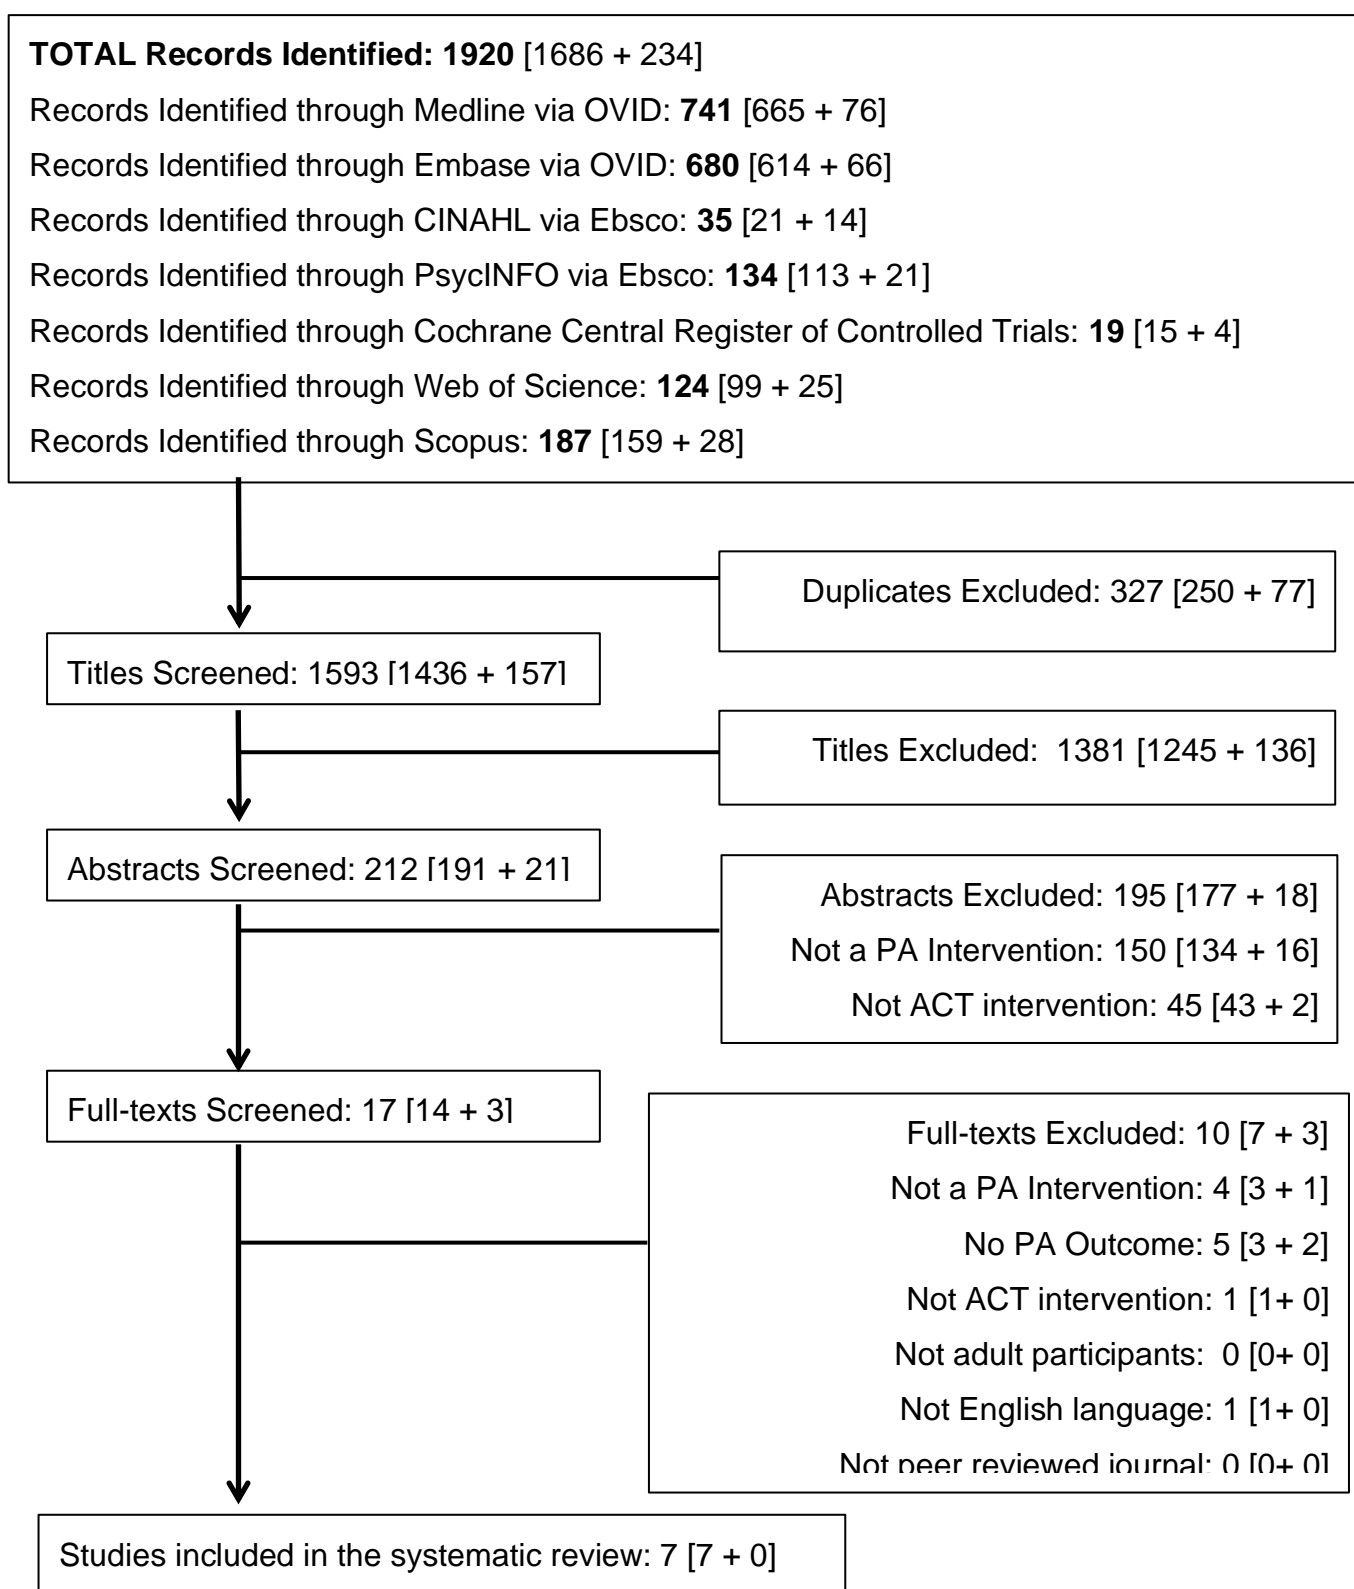 TOTAL Records Identified: 1920 [1686 + 234]
Records Identified through Medline via OVID: 741 [665 + 76]
Records Identified through Embase via OVID: 680 [614 + 66]
Records Identified through CINAHL via Ebsco: 35 [21 + 14]
Records Identified through PsycINFO via Ebsco: 134 [113 + 21]
Records Identified through Cochrane Central Register of Controlled Trials: 19 [15 + 4]
Records Identified through Web of Science: 124 [99 + 25]
Records Identified through Scopus: 187 [159 + 28]
Duplicates Excluded: 327 [250 + 77]
Titles Screened: 1593 [1436 + 157]
Titles Excluded: 1381 [1245 + 136]
Abstracts Screened: 212 [191 + 21]
Abstracts Excluded: 195 [177 + 18]
Not a PA Intervention: 150 [134 + 16]
Not ACT intervention: 45 [43 + 2]
Full-texts Screened: 17 [14 + 3]
Full-texts Excluded: 10 [7 + 3]
Not a PA Intervention: 4 [3 + 1]
No PA Outcome: 5 [3 + 2]
Not ACT intervention: 1 [1+ 0]
Not adult participants: 0 [0+ 0]
Not English language: 1 [1+ 0]
Not peer reviewed journal: 0 [0+ 0]
Studies included in the systematic review: 7 [7 + 0]